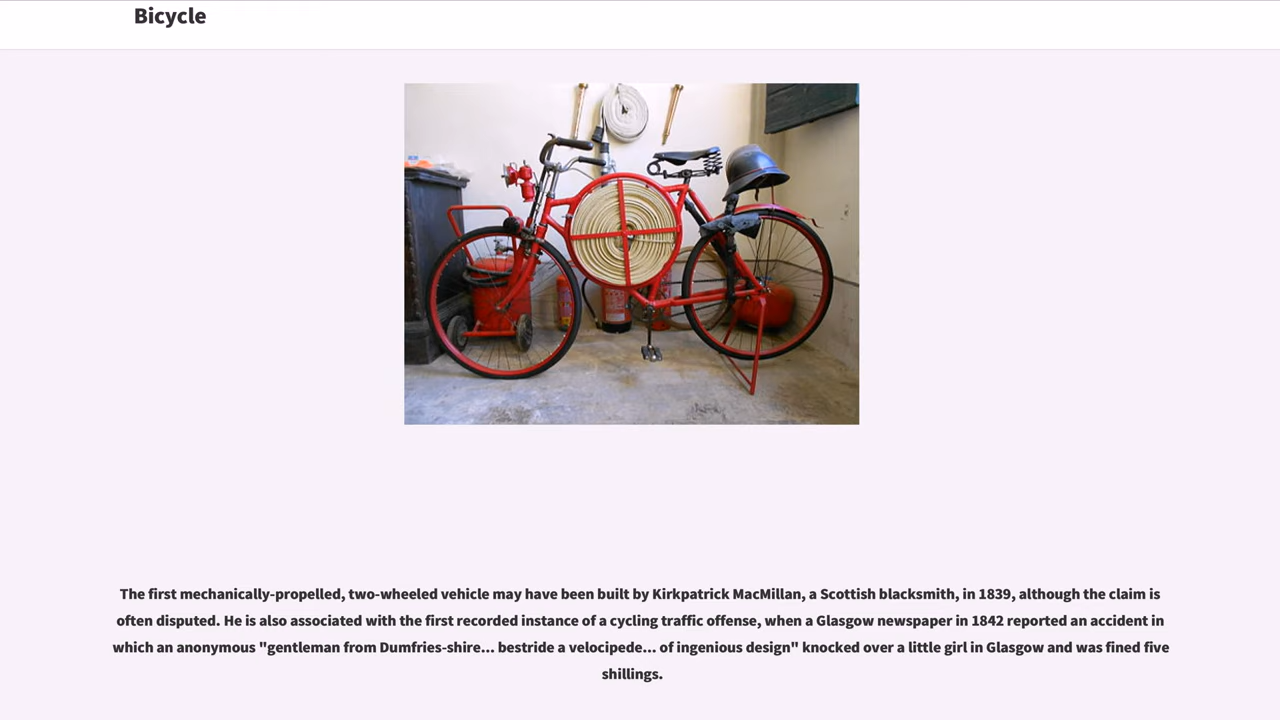 Bicycle
The first mechanically-propelled, two-wheeled vehicle may have been built by Kirkpatrick MacMillan, a Scottish blacksmith, in 1839, although the claim is
often disputed. He is also associated with the first recorded instance of a cycling traffic offense, when a Glasgow newspaper in 1842 reported an accident in
which an anonymous "gentleman from Dumfries-shire... bestride a velocipede... of ingenious design" knocked over a little girl in Glasgow and was fined five
shillings.